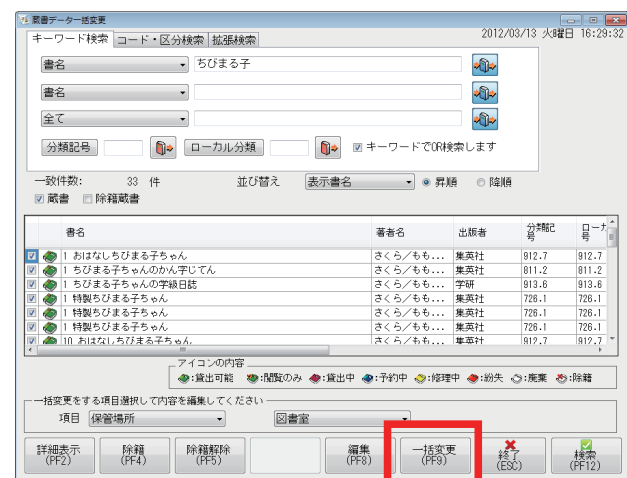 蔵書データ一括変更
キーワード検索 コード・区分検索 拡張検索 2012/03/13 火曜日 16:29:32
書名 ちびまる子
書名
全て
分類記号 ローカル分類 キーワードでOR検索します
一致件数: 33 件 並び替え 表示書名 昇順 降順
蔵書 除籍蔵書
書名 著者名 出版者 分類記号 ローカ号
1 おはなしちびまる子ちゃん さくら/もも... 集英社 912.7 912.7
1 ちびまる子ちゃんのかん字じてん さくら/もも... 集英社 811.2 811.2
1 ちびまる子ちゃんの学級日誌 さくら/もも... 学研 913.6 913.6
1 特製ちびまる子ちゃん さくら/もも... 集英社 726.1 726.1
1 特製ちびまる子ちゃん さくら/もも... 集英社 726.1 726.1
1 特製ちびまる子ちゃん さくら/もも... 集英社 726.1 726.1
10 おはなしちびまる子ちゃん さくら/もも... 集英社 912.7 912.7
アイコンの内容
:貸出可能 :閲覧のみ :貸出中 :予約中 :修理中 :紛失 :廃棄 :除籍
一括変更をする項目選択して内容を編集してください
項目 保管場所 図書室
詳細表示 (PF2) 除籍 (PF4) 除籍解除 (PF5) 編集 (PF8) 一括変更 (PF9) 終了 (ESC) 検索 (PF12)